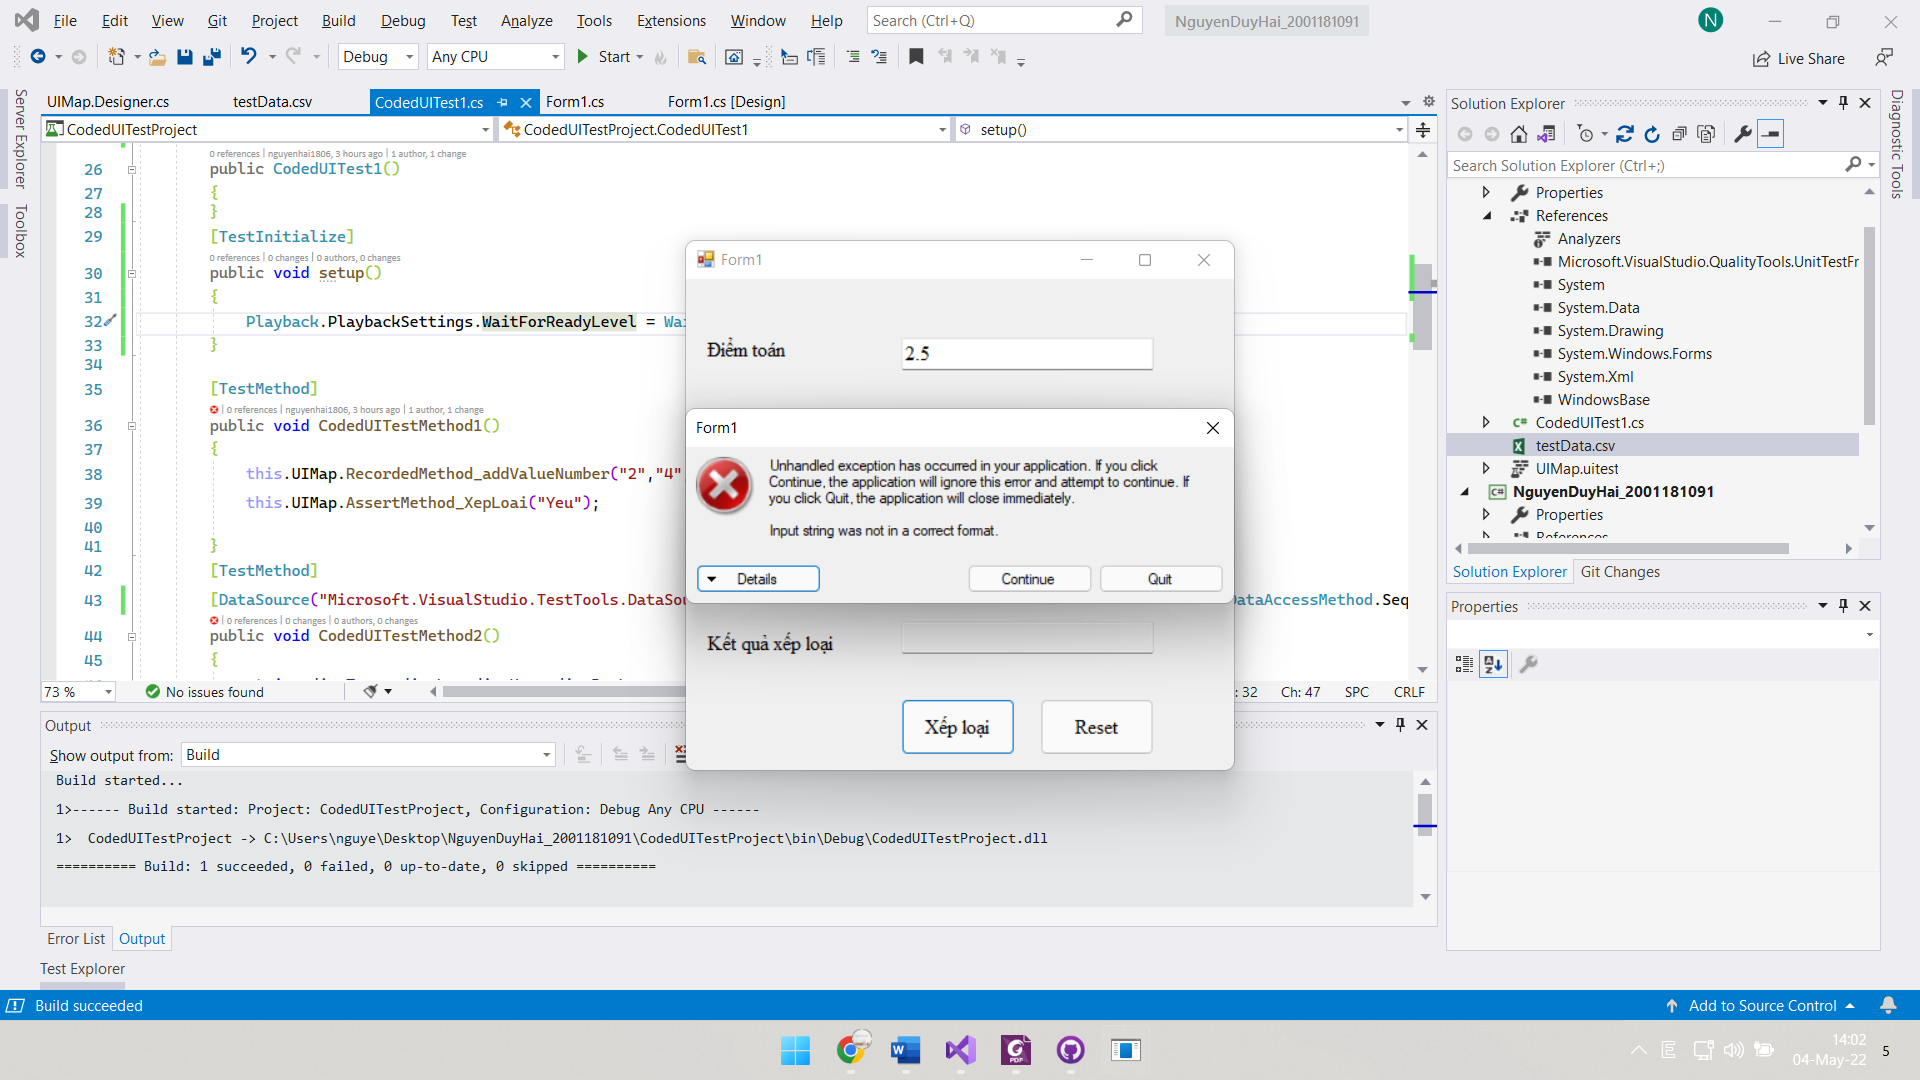 File Edit View Git Project Build Debug Test Analyze Tools Extensions Window Help Search (Ctrl+Q) NguyenDuyHai_2001181091 N
Debug Any CPU Start Live Share
Server Explorer
Toolbox
UIMap.Designer.cs testData.csv CodedUITest1.cs Form1.cs Form1.cs [Design]
CodedUITestProject CodedUITestProject.CodedUITest1 setup()
0 references | nguyenhai1806, 3 hours ago | 1 author, 1 change
26 public CodedUITest1()
27 {
28 }
29 [TestInitialize]
0 references | 0 changes | 0 authors, 0 changes
30 public void setup()
31 {
32 Playback.PlaybackSettings.WaitForReadyLevel = Wa
33 }
34
35 [TestMethod]
| 0 references | nguyenhai1806, 3 hours ago | 1 author, 1 change
36 public void CodedUITestMethod1()
37 {
38 this.UIMap.RecordedMethod_addValueNumber("2","4"
39 this.UIMap.AssertMethod_XepLoai("Yeu");
40
41 }
42 [TestMethod]
43 [DataSource("Microsoft.VisualStudio.TestTools.DataSou DataAccessMethod.Seq
| 0 references | 0 changes | 0 authors, 0 changes
44 public void CodedUITestMethod2()
45 {
73 % No issues found : 32 Ch: 47 SPC CRLF
Form1
Điểm toán 2.5
Form1
Unhandled exception has occurred in your application. If you click
Continue, the application will ignore this error and attempt to continue. If
you click Quit, the application will close immediately.
Input string was not in a correct format.
Details Continue Quit
Kết quả xếp loại
Xếp loại Reset
Output
Show output from: Build
Build started...
1>------ Build started: Project: CodedUITestProject, Configuration: Debug Any CPU ------
1> CodedUITestProject -> C:\Users\nguye\Desktop\NguyenDuyHai_2001181091\CodedUITestProject\bin\Debug\CodedUITestProject.dll
========== Build: 1 succeeded, 0 failed, 0 up-to-date, 0 skipped ==========
Error List Output
Test Explorer
Solution Explorer
Search Solution Explorer (Ctrl+;)
Properties
References
Analyzers
Microsoft.VisualStudio.QualityTools.UnitTestFr
System
System.Data
System.Drawing
System.Windows.Forms
System.Xml
WindowsBase
C# CodedUITest1.cs
testData.csv
UIMap.uitest
C# NguyenDuyHai_2001181091
Properties
References
Solution Explorer Git Changes
Properties
Diagnostic Tools
Build succeeded Add to Source Control
14:02
04-May-22 5